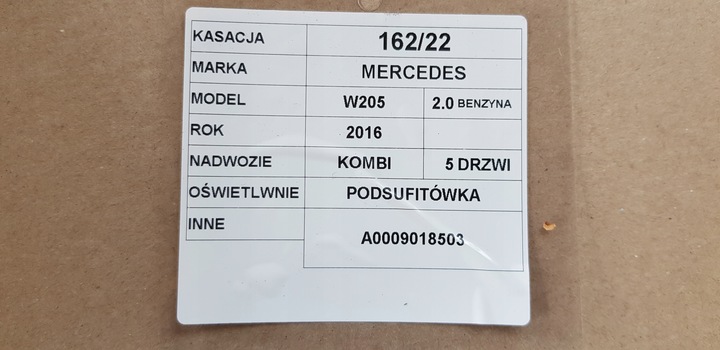 KASACJA 162/22
MARKA MERCEDES
MODEL W205 2.0 BENZYNA
ROK 2016
NADWOZIE KOMBI 5 DRZWI
OŚWIETLWNIE PODSUFITÓWKA
INNE A0009018503